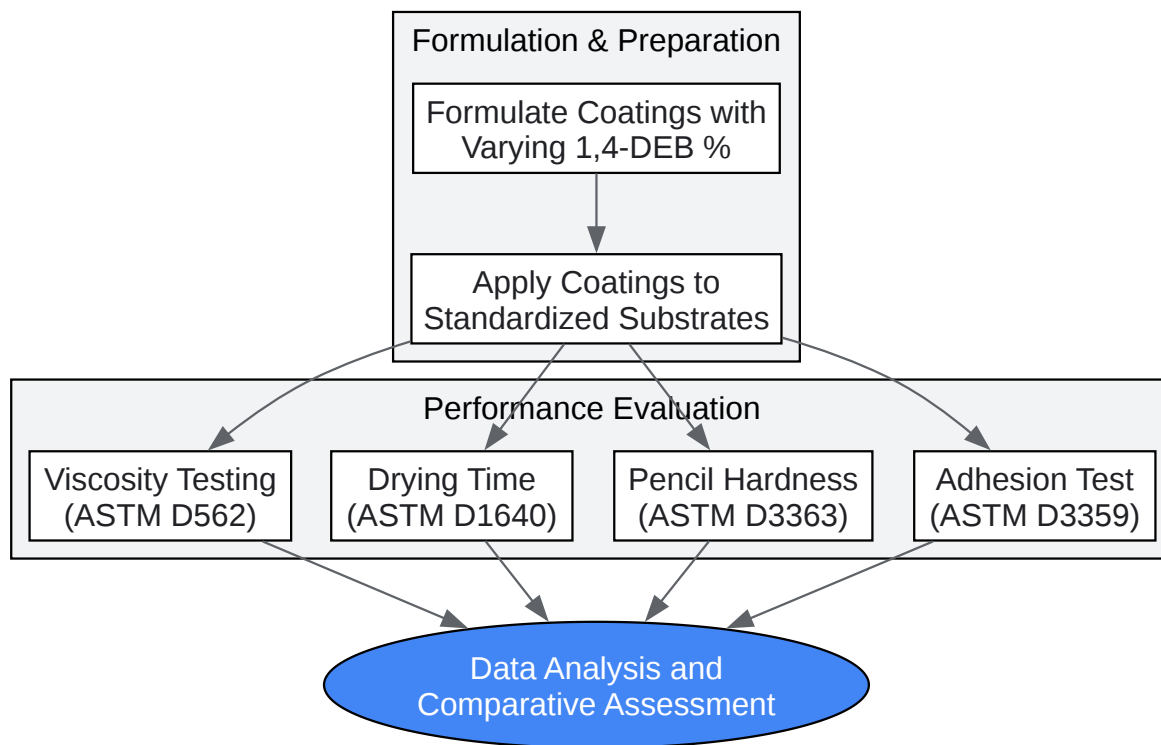 Formulation & Preparation
Formulate Coatings with
Varying 1,4-DEB %
Apply Coatings to
Standardized Substrates
Performance Evaluation
Viscosity Testing
(ASTM D562)
Drying Time
(ASTM D1640)
Pencil Hardness
(ASTM D3363)
Adhesion Test
(ASTM D3359)
Data Analysis and
Comparative Assessment